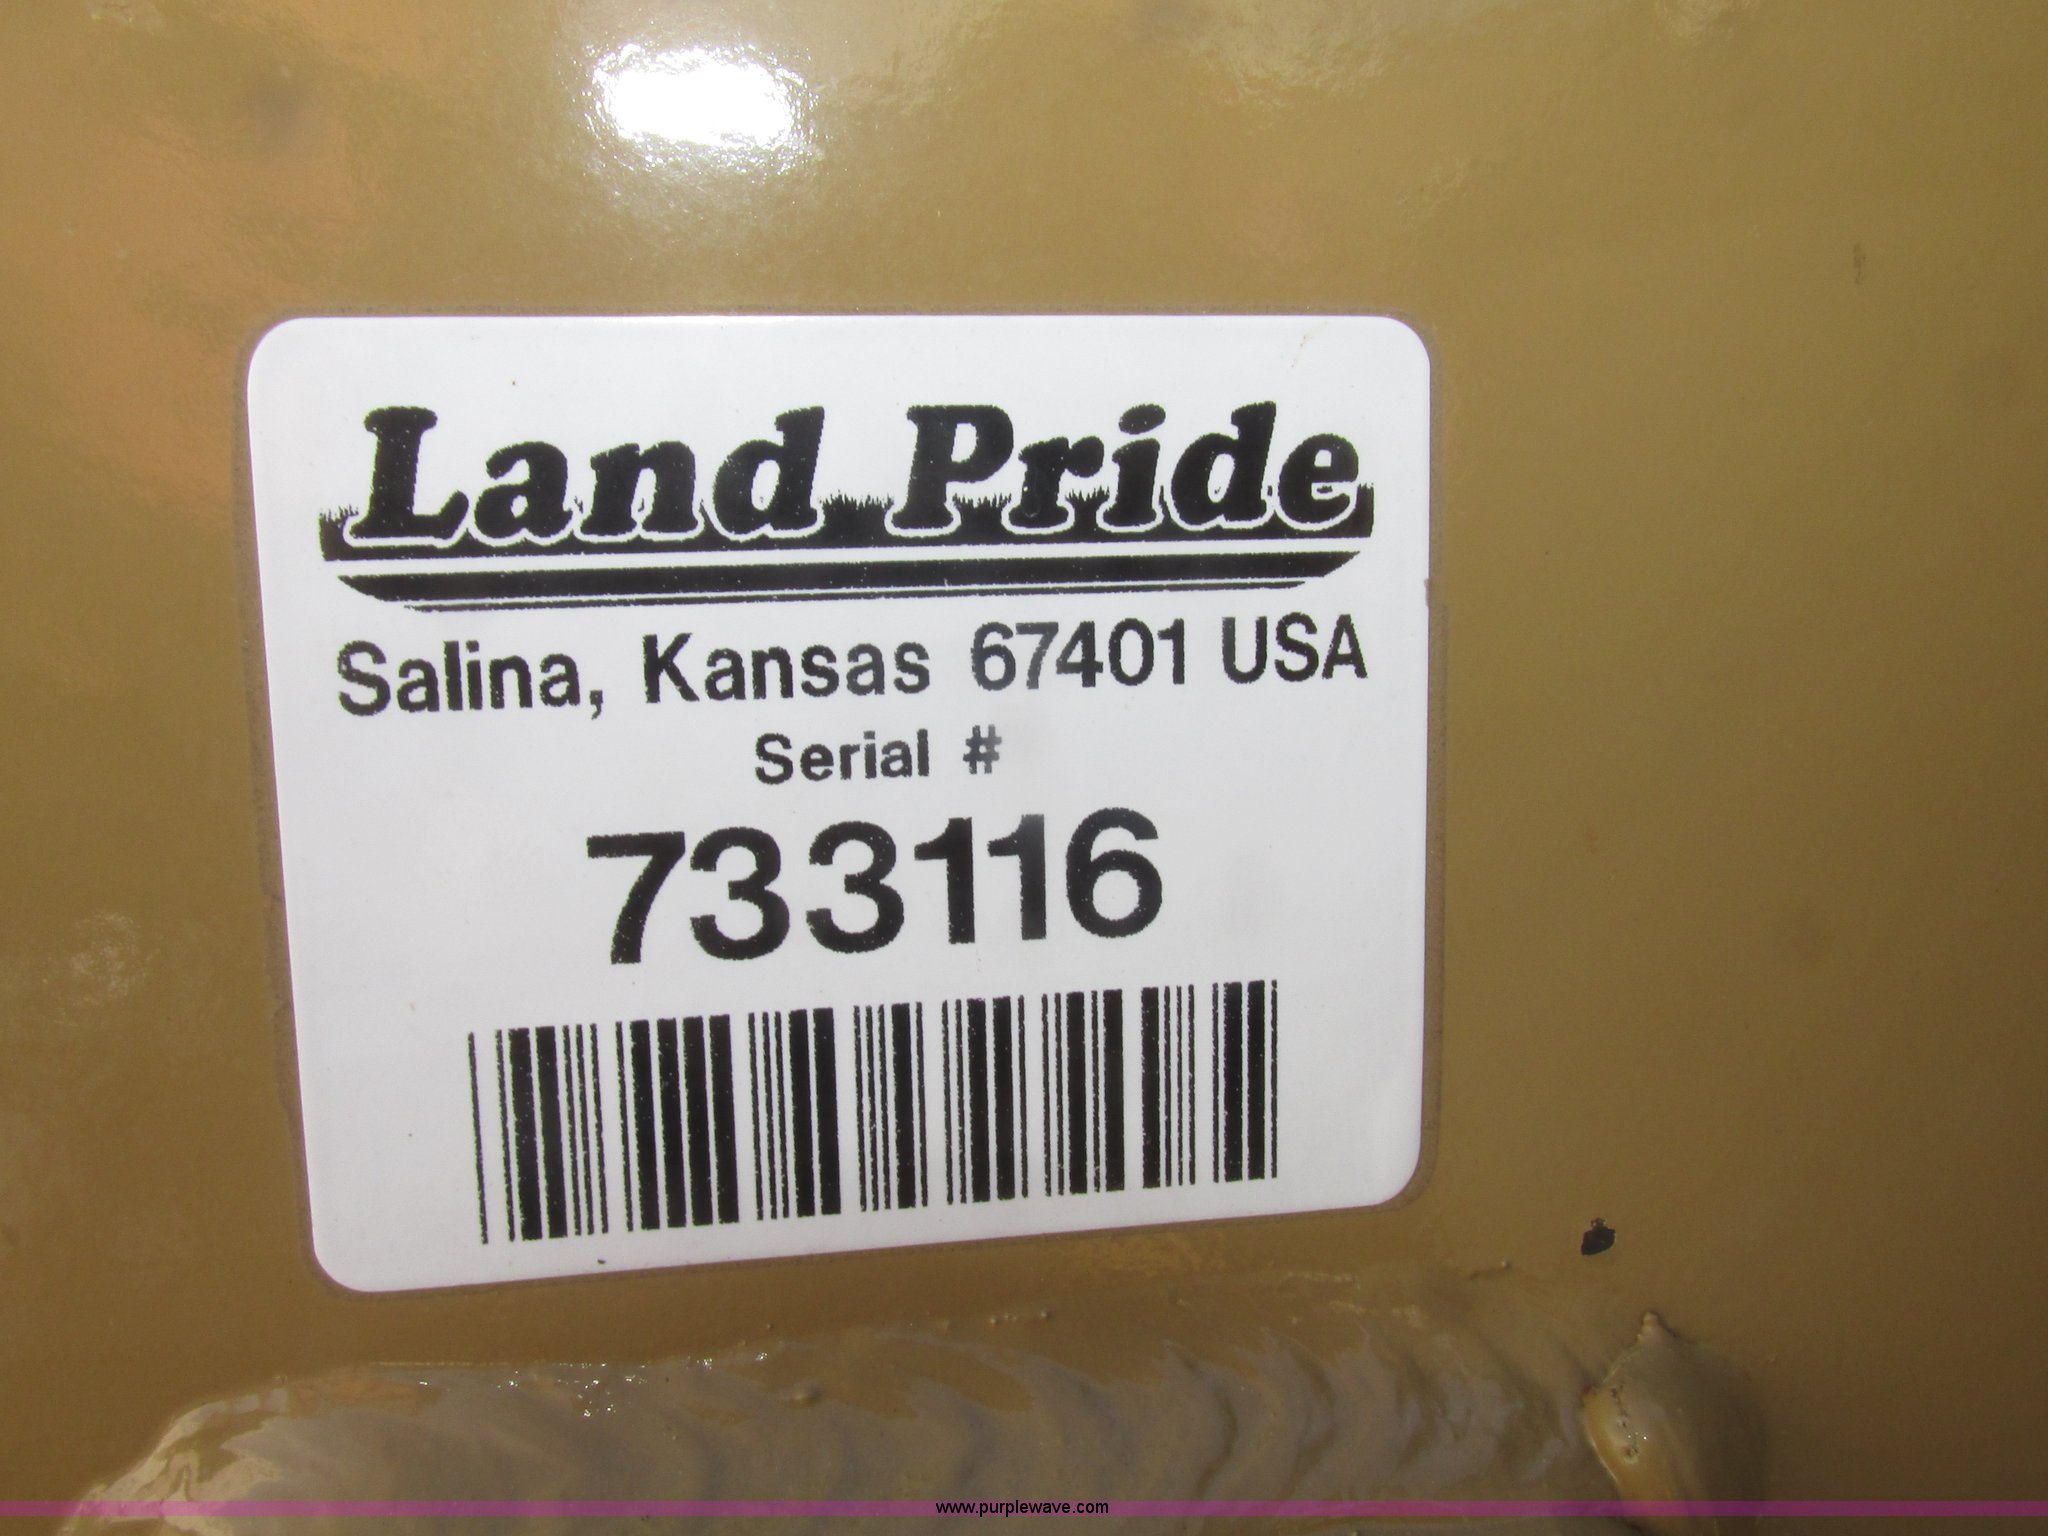 Land Pride
Salina, Kansas 67401 USA
Serial #
733116
www.purplewave.com